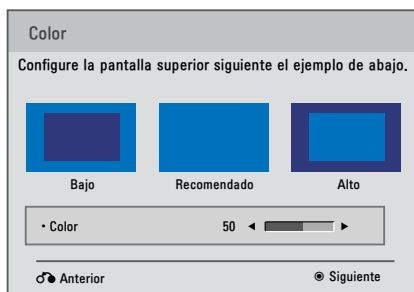 Color
Configure la pantalla superior siguiente el ejemplo de abajo.
Bajo Recomendado Alto
• Color 50 ◄ ►
Anterior ◉ Siguiente